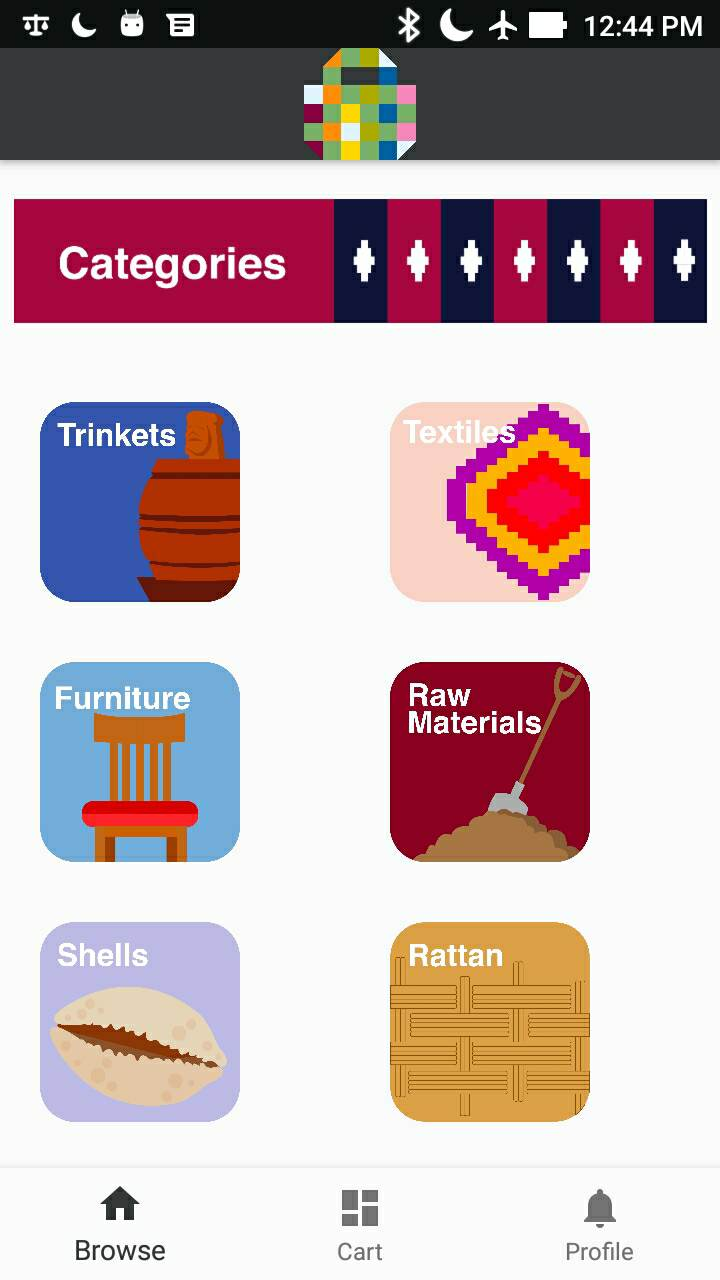 12:44 PM
Categories
Trinkets
Textiles
Furniture
Raw
Materials
Shells
Rattan
Browse
Cart
Profile